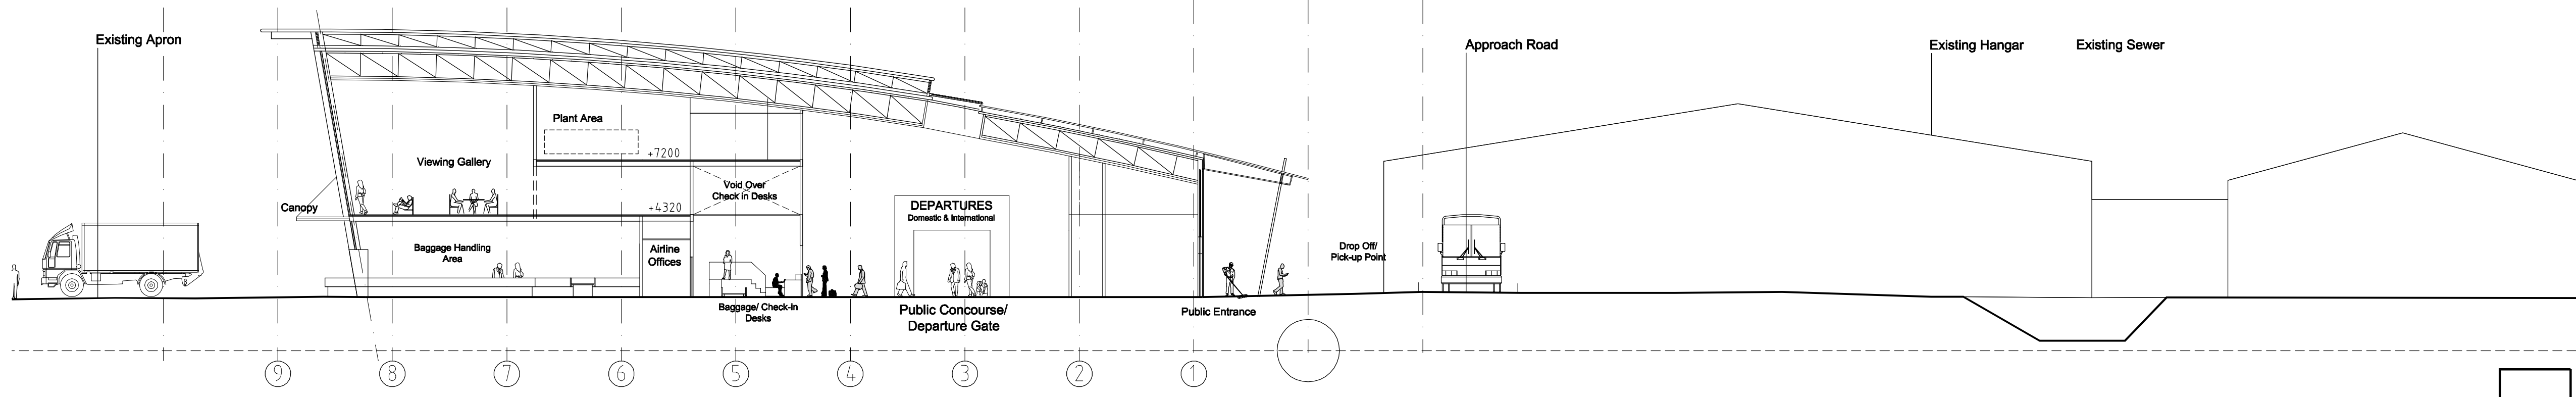 Existing Apron
Approach Road
Existing Hangar
Existing Sewer
Plant Area
+7200
Viewing Gallery
Void Over
Check in Desks
Canopy
+4320
DEPARTURES
Domestic & International
Baggage Handling
Area
Airline
Offices
Drop Off/
Pick-up Point
Baggage/ Check-In
Desks
Public Concourse/
Departure Gate
Public Entrance
9
8
7
6
5
4
3
2
1